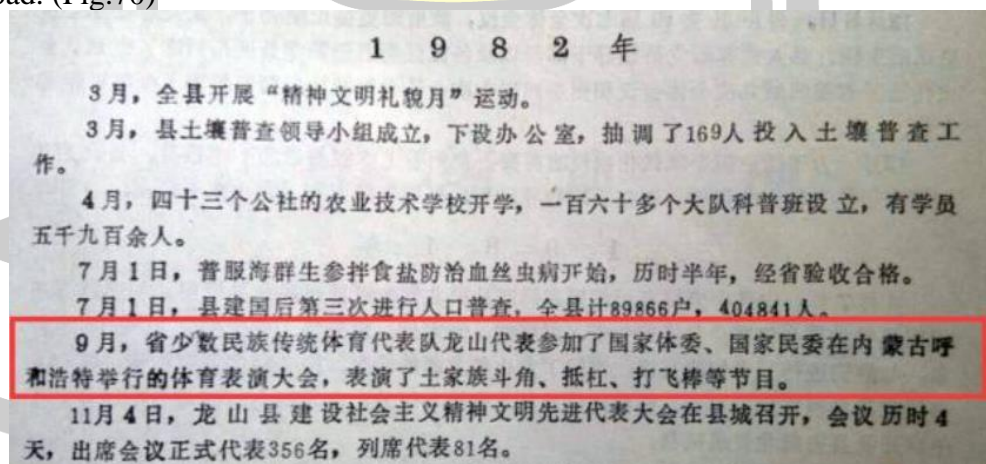 oad. (Fig.76)
1982年
3月，全县开展“精神文明礼貌月”运动。
3月，县土壤普查领导小组成立，下设办公室，抽调了169人投入土壤普查工
作。
4月，四十三个公社的农业技术学校开学，一百六十多个大队科普班设立，有学员
五千九百余人。
7月1日，普服海群生参拌食盐防治血丝虫病开始，历时半年，经省验收合格。
7月1日，县建国后第三次进行人口普查，全县计89866户，404841人。
9月，省少数民族传统体育代表队龙山代表参加了国家体委、国家民委在内蒙古呼
和浩特举行的体育表演大会，表演了土家族斗角、抵杠、打飞棒等节目。
11月4日，龙山县建设社会主义精神文明先进代表大会在县城召开，会议历时4
天，出席会议正式代表356名，列席代表81名。